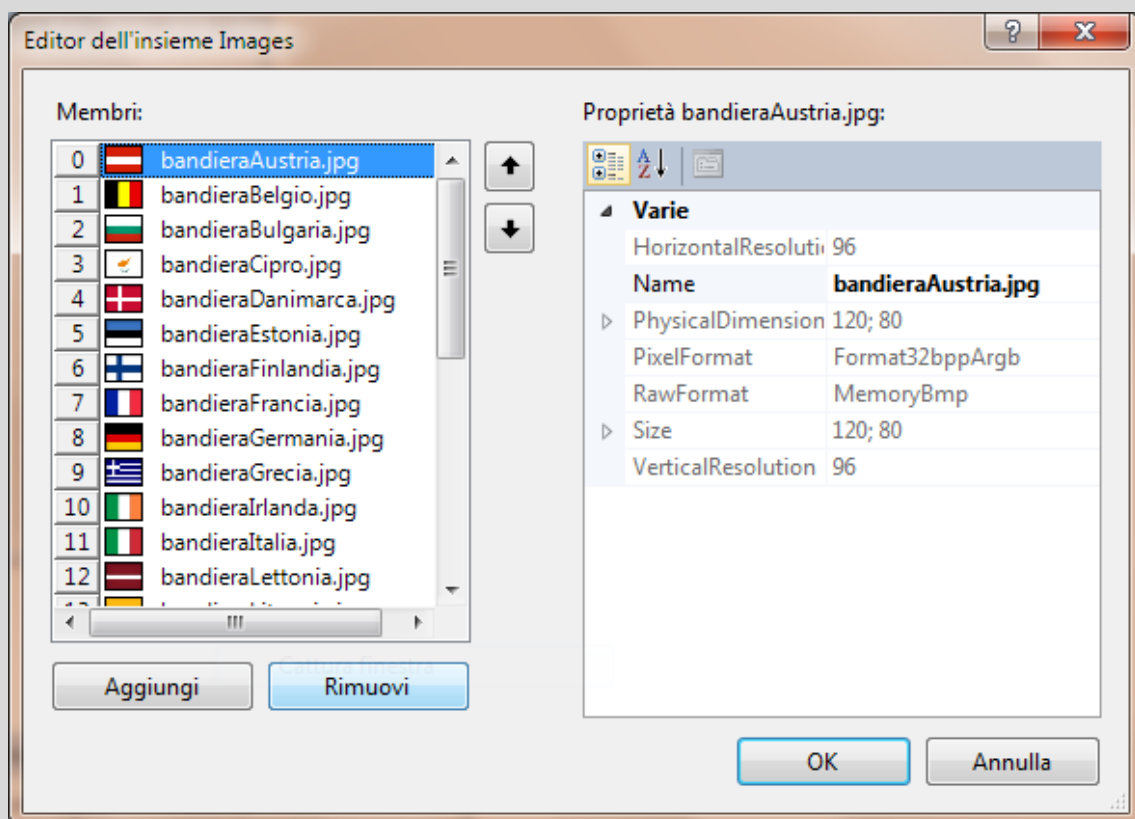 Editor dell'insieme Images
Membri:
0 bandieraAustria.jpg
1 bandieraBelgio.jpg
2 bandieraBulgaria.jpg
3 bandieraCipro.jpg
4 bandieraDanimarca.jpg
5 bandieraEstonia.jpg
6 bandieraFinlandia.jpg
7 bandieraFrancia.jpg
8 bandieraGermania.jpg
9 bandieraGrecia.jpg
10 bandieraIrlanda.jpg
11 bandieraItalia.jpg
12 bandieraLettonia.jpg
Cattura finestra
Aggiungi
Rimuovi
Proprietà bandieraAustria.jpg:
Varie
HorizontalResoluti 96
Name bandieraAustria.jpg
PhysicalDimension 120; 80
PixelFormat Format32bppArgb
RawFormat MemoryBmp
Size 120; 80
VerticalResolution 96
OK
Annulla